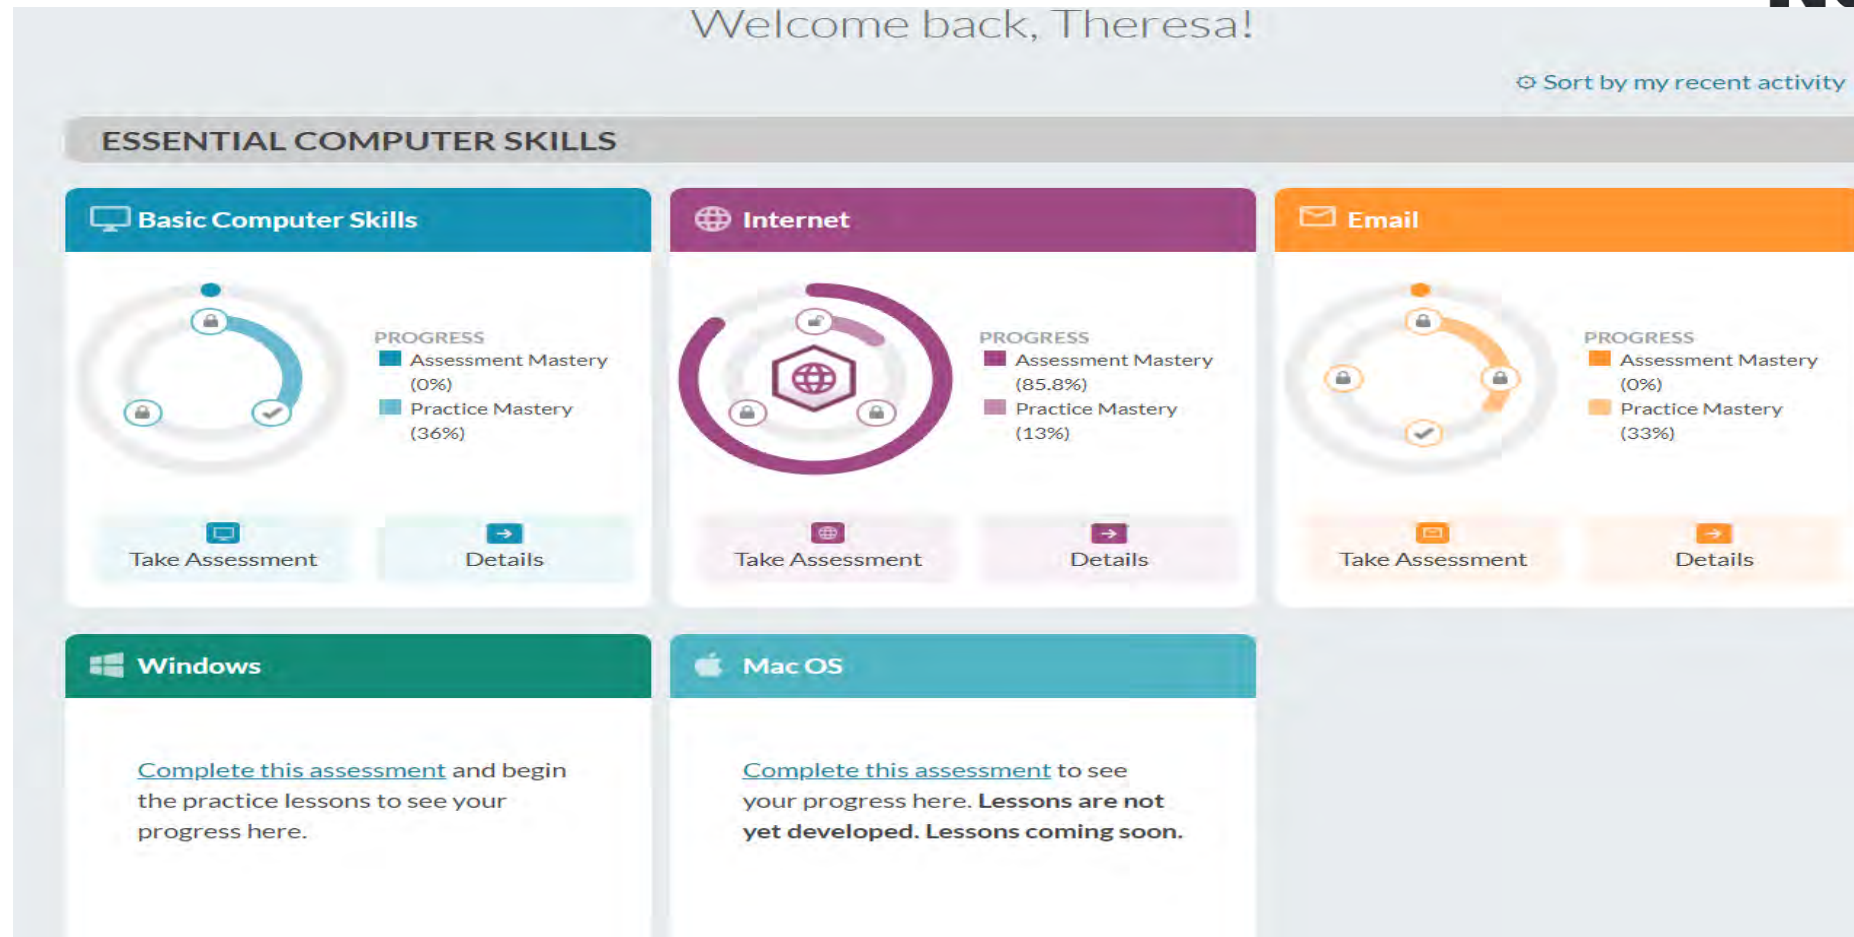 Welcome back, Theresa!
Sort by my recent activity
ESSENTIAL COMPUTER SKILLS
Basic Computer Skills
PROGRESS
Assessment Mastery
(0%)
Practice Mastery
(36%)
Take Assessment
Details
Internet
PROGRESS
Assessment Mastery
(85.8%)
Practice Mastery
(13%)
Take Assessment
Details
Email
PROGRESS
Assessment Mastery
(0%)
Practice Mastery
(33%)
Take Assessment
Details
Windows
Complete this assessment and begin
the practice lessons to see your
progress here.
Mac OS
Complete this assessment to see
your progress here. Lessons are not
yet developed. Lessons coming soon.